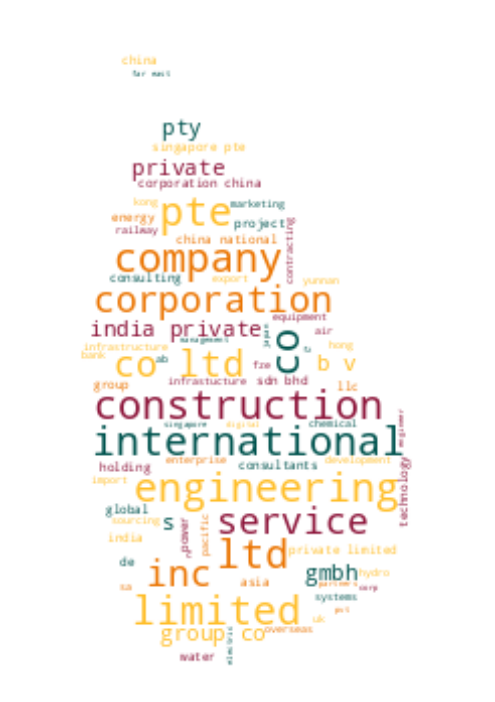 china
far east
pty
singapore pte
private
corporation china
kong
pte
marketing
energy
project
railway
contracting
china national
company
consulting
export
yunnan
corporation
equipment
india private
air
management
japan
co
infrastructure
hong
bank
co ltd
ab
fze
b v
group
infrastucture
sdn bhd
llc
construction
singapore
digital
chemical
engineer
international
enterprise
development
holding
consultants
technology
import
engineering
global
sourcing
s
service
power
pacific
india
ltd
private limited
de
inc
asia
gmbh
hydro
partners
sa
corp
systems
limited
pvt
uk
group co
overseas
electric
water